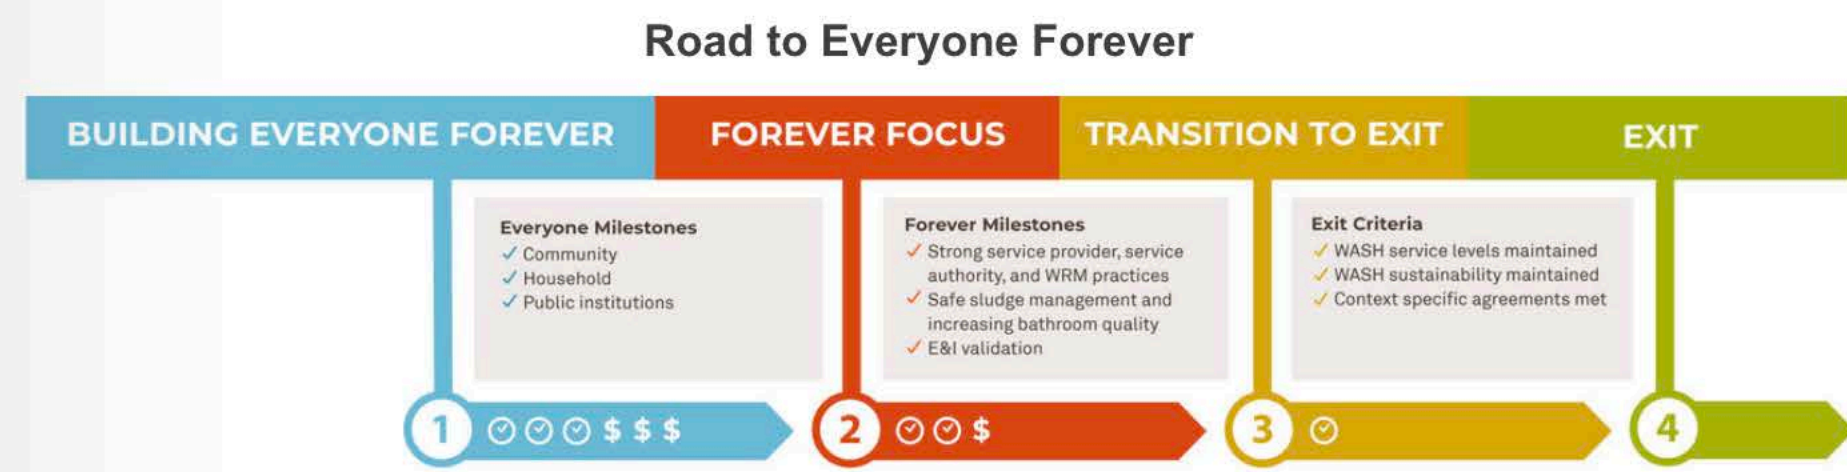 Road to Everyone Forever
BUILDING EVERYONE FOREVER
FOREVER FOCUS
TRANSITION TO EXIT
EXIT
Everyone Milestones
✓ Community
✓ Household
✓ Public institutions
Forever Milestones
✓ Strong service provider, service
authority, and WRM practices
✓ Safe sludge management and
increasing bathroom quality
✓ E&I validation
Exit Criteria
✓ WASH service levels maintained
✓ WASH sustainability maintained
✓ Context specific agreements met
1 $ $ $
2 $
3
4